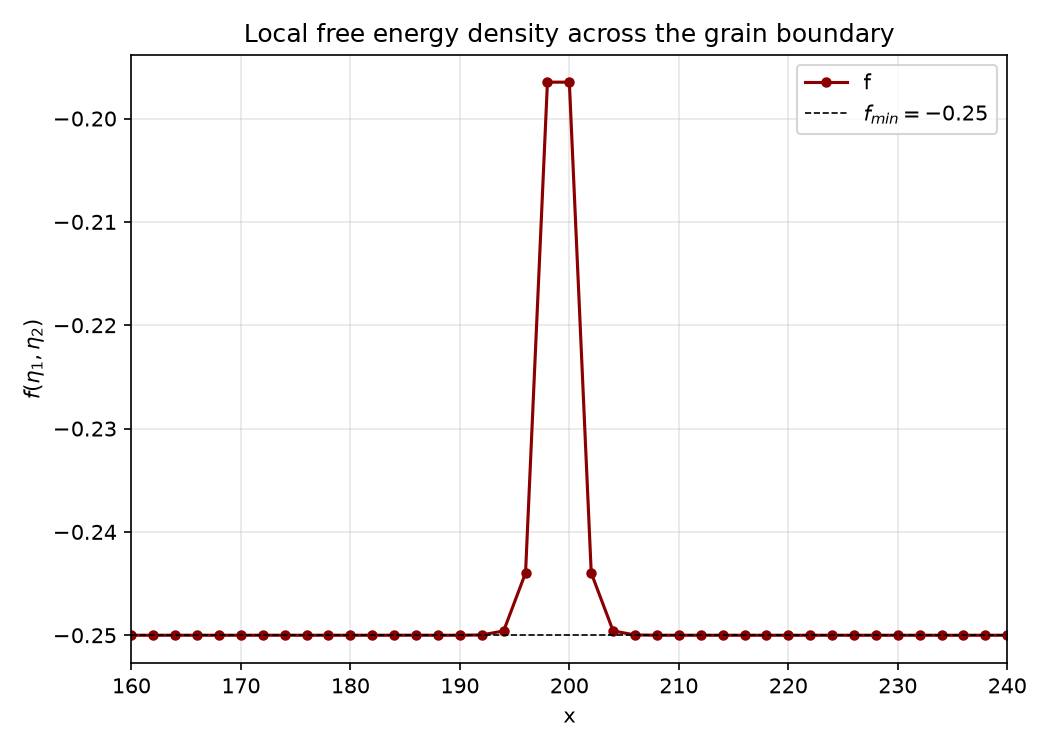 Local free energy density across the grain boundary
f
f_min = −0.25
−0.20
−0.21
−0.22
−0.23
−0.24
−0.25
f(η₁, η₂)
160 170 180 190 200 210 220 230 240
x